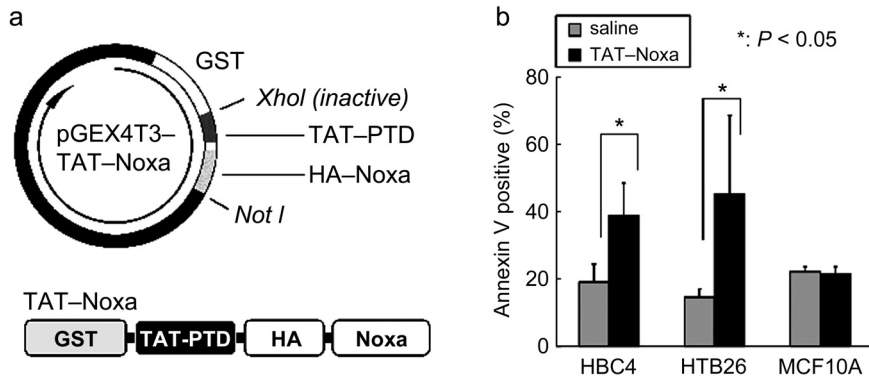 a
GST
XhoI (inactive)
pGEX4T3–
TAT–Noxa
TAT–PTD
HA–Noxa
Not I
TAT–Noxa
GST TAT-PTD HA Noxa
b
saline
TAT–Noxa
*: P < 0.05
Annexin V positive (%)
80
60
40
20
0
*
*
HBC4 HTB26 MCF10A